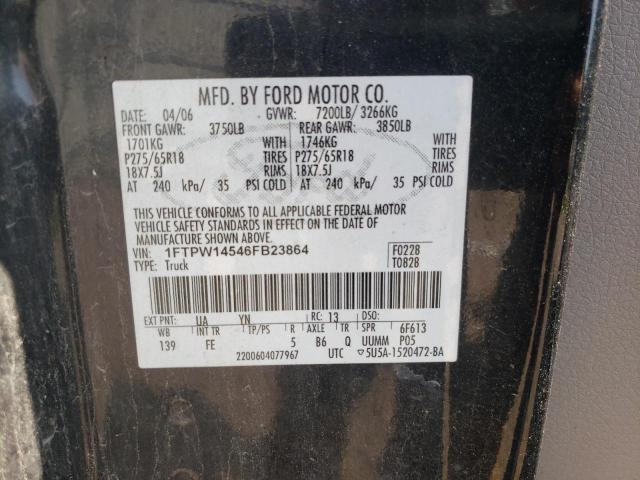 MFD. BY FORD MOTOR CO.
DATE: 04/06 GVWR: 7200LB/ 3266KG
FRONT GAWR: 3750LB REAR GAWR: 3850LB
1701KG WITH 1746KG WITH
P275/65R18 TIRES P275/65R18 TIRES
18X7.5J RIMS 18X7.5J RIMS
AT 240 kPa/ 35 PSI COLD AT 240 kPa/ 35 PSI COLD
THIS VEHICLE CONFORMS TO ALL APPLICABLE FEDERAL MOTOR
VEHICLE SAFETY STANDARDS IN EFFECT ON THE DATE OF
MANUFACTURE SHOWN ABOVE.
VIN: 1FTPW14546FB23864 F0228
TYPE: Truck T0828
EXT PNT: UA YN RC: 13 DSO:
WB INT TR TP/PS R AXLE TR SPR 6F613
139 FE 5 B6 Q UUMM P05
2200604077967 UTC ▽5U5A-1520472-BA